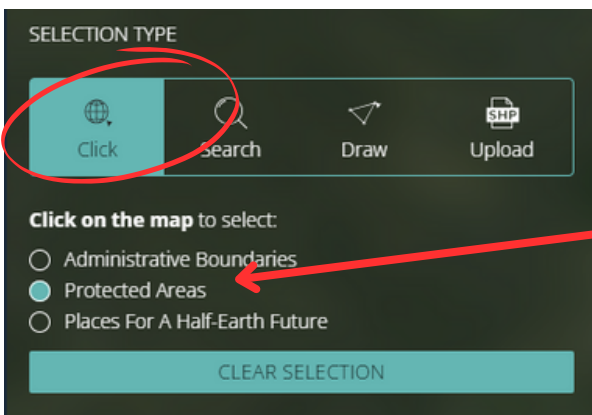 SELECTION TYPE
Click Search Draw SHP Upload
Click on the map to select:
Administrative Boundaries
Protected Areas
Places For A Half-Earth Future
CLEAR SELECTION